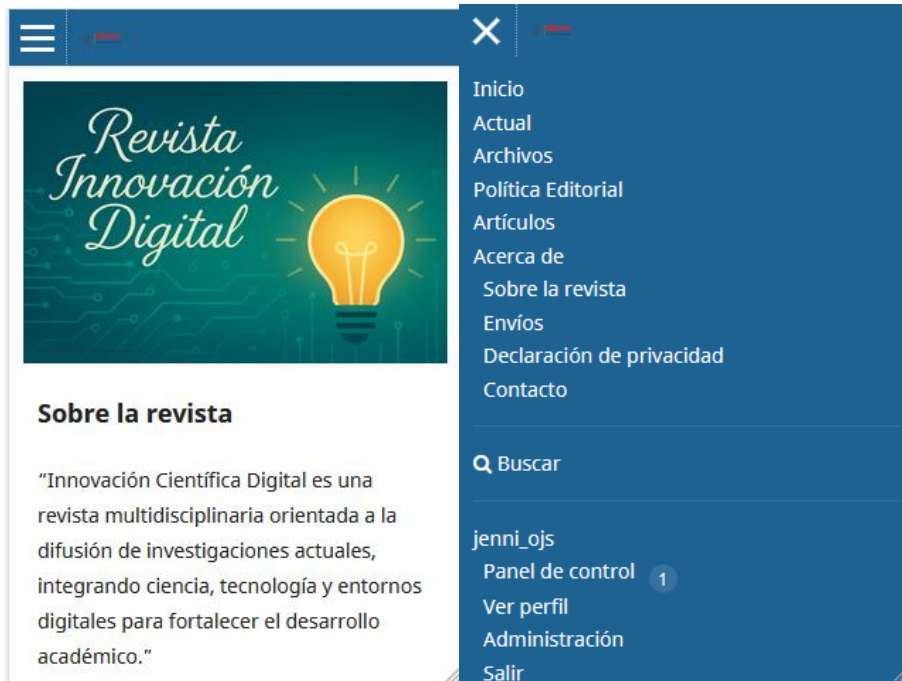 Revista
Innovación
Digital
Sobre la revista
“Innovación Científica Digital es una
revista multidisciplinaria orientada a la
difusión de investigaciones actuales,
integrando ciencia, tecnología y entornos
digitales para fortalecer el desarrollo
académico.”
Inicio
Actual
Archivos
Política Editorial
Artículos
Acerca de
Sobre la revista
Envíos
Declaración de privacidad
Contacto
Buscar
jenni_ojs
Panel de control 1
Ver perfil
Administración
Salir